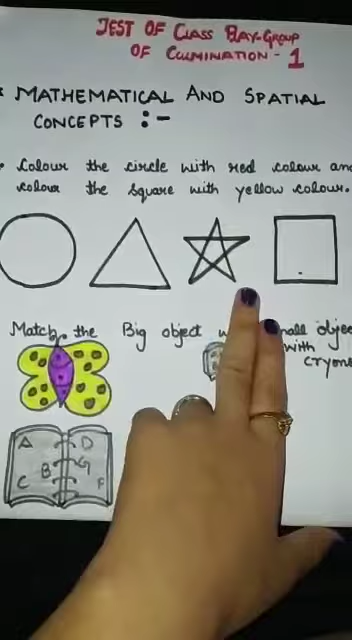 TEST OF CLASS PLAY-GROUP
OF CULMINATION - 1
MATHEMATICAL AND SPATIAL
CONCEPTS :-
Colour the circle with red colour and
colour the square with yellow colour.
Match the Big object
with
A D
B G
C F